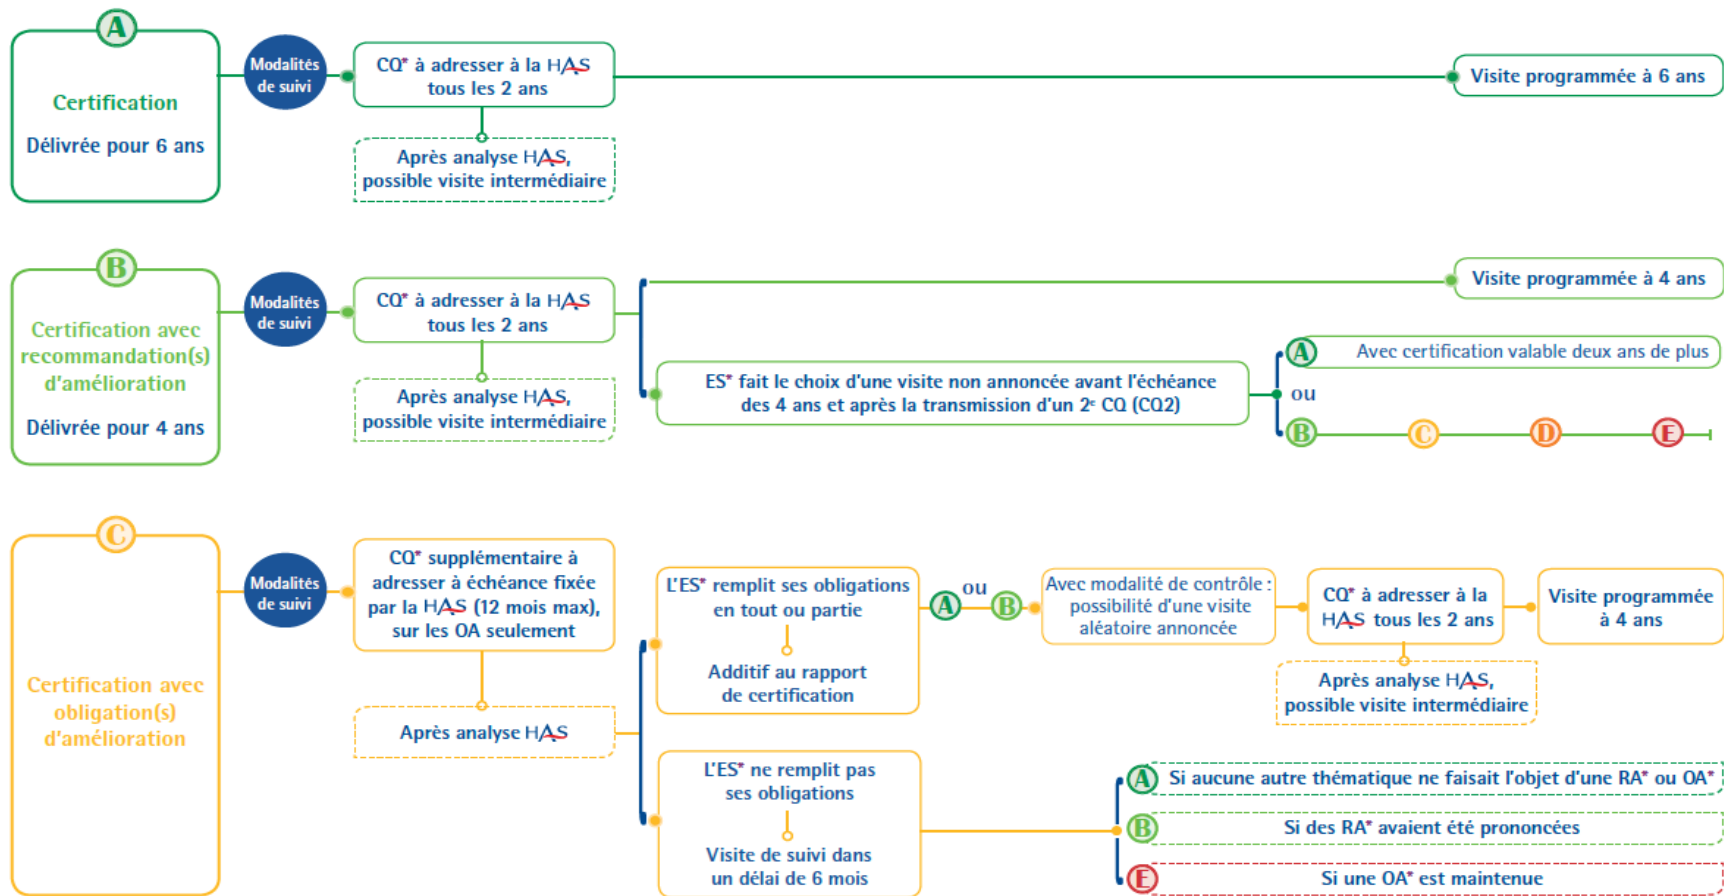 A
Certification
Délivrée pour 6 ans
Modalités
de suivi
CQ* à adresser à la HAS
tous les 2 ans
Après analyse HAS,
possible visite intermédiaire
Visite programmée à 6 ans
B
Certification avec
recommandation(s)
d'amélioration
Délivrée pour 4 ans
Modalités
de suivi
CQ* à adresser à la HAS
tous les 2 ans
Après analyse HAS,
possible visite intermédiaire
Visite programmée à 4 ans
ES* fait le choix d'une visite non annoncée avant l'échéance
des 4 ans et après la transmission d'un 2e CQ (CQ2)
A Avec certification valable deux ans de plus
ou
B C D E
C
Certification avec
obligation(s)
d'amélioration
Modalités
de suivi
CQ* supplémentaire à
adresser à échéance fixée
par la HAS (12 mois max),
sur les OA seulement
Après analyse HAS
L'ES* remplit ses obligations
en tout ou partie
Additif au rapport
de certification
A ou B
Avec modalité de contrôle :
possibilité d'une visite
aléatoire annoncée
CQ* à adresser à la
HAS tous les 2 ans
Après analyse HAS,
possible visite intermédiaire
Visite programmée
à 4 ans
L'ES* ne remplit pas
ses obligations
Visite de suivi dans
un délai de 6 mois
A Si aucune autre thématique ne faisait l'objet d'une RA* ou OA*
B Si des RA* avaient été prononcées
E Si une OA* est maintenue